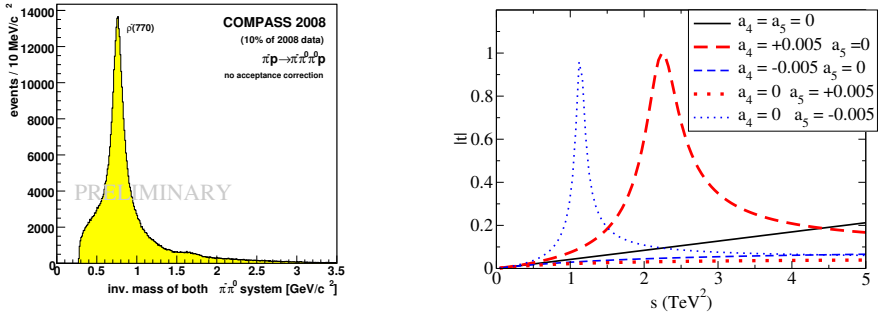 COMPASS 2008
(10% of 2008 data)
π⁻p→π⁻π⁰π⁰p
no acceptance correction
ρ⁻(770)
PRELIMINARY
events / 10 MeV/c²
14000
12000
10000
8000
6000
4000
2000
0
0 0.5 1 1.5 2 2.5 3 3.5
inv. mass of both π⁻π⁰ system [GeV/c²]
a₄ = a₅ = 0
a₄ = +0.005 a₅ =0
a₄ = -0.005 a₅ = 0
a₄ = 0 a₅ = +0.005
a₄ = 0 a₅ = -0.005
|t|
1
0.8
0.6
0.4
0.2
0
0 1 2 3 4 5
s (TeV²)